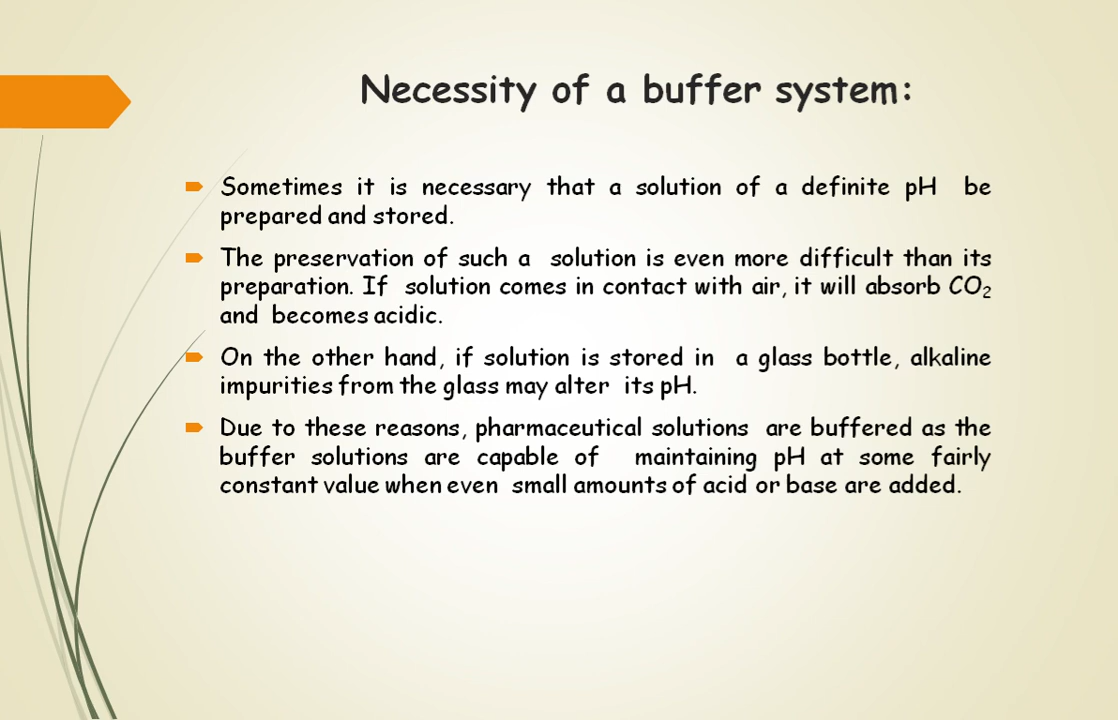 Necessity of a buffer system:
Sometimes it is necessary that a solution of a definite pH be
prepared and stored.
The preservation of such a solution is even more difficult than its
preparation. If solution comes in contact with air, it will absorb CO₂
and becomes acidic.
On the other hand, if solution is stored in a glass bottle, alkaline
impurities from the glass may alter its pH.
Due to these reasons, pharmaceutical solutions are buffered as the
buffer solutions are capable of maintaining pH at some fairly
constant value when even small amounts of acid or base are added.